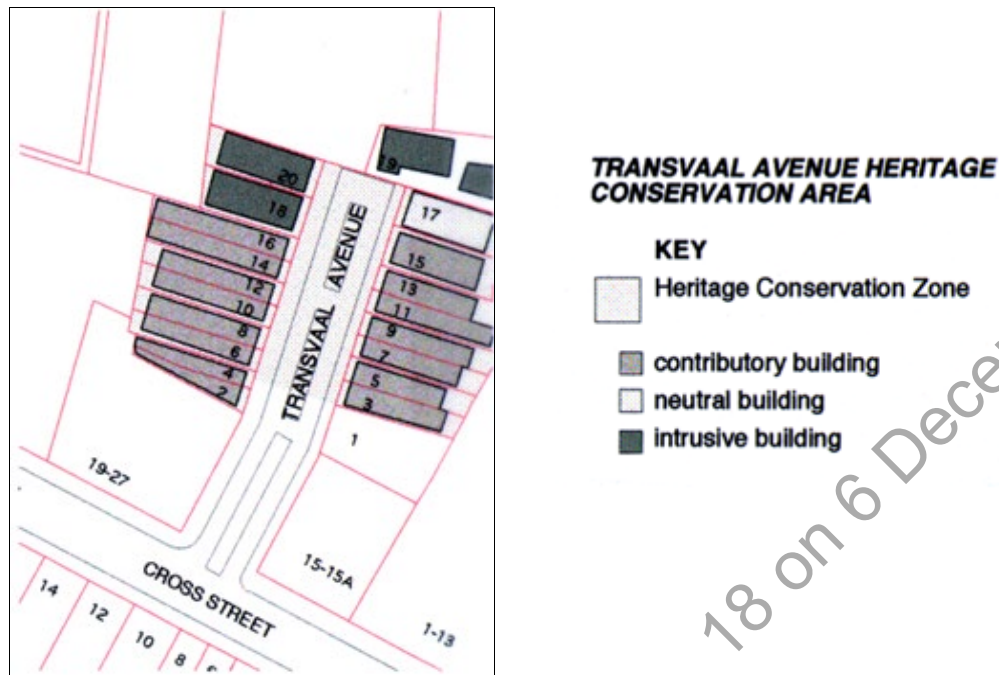 20
18
16
14
12
10
8
6
4
2
19
17
15
13
11
9
7
5
3
1
TRANSVAAL AVENUE
19-27
15-15A
1-13
CROSS STREET
14
12
10
8
TRANSVAAL AVENUE HERITAGE
CONSERVATION AREA
KEY
Heritage Conservation Zone
contributory building
neutral building
intrusive building
18 on 6 Dece